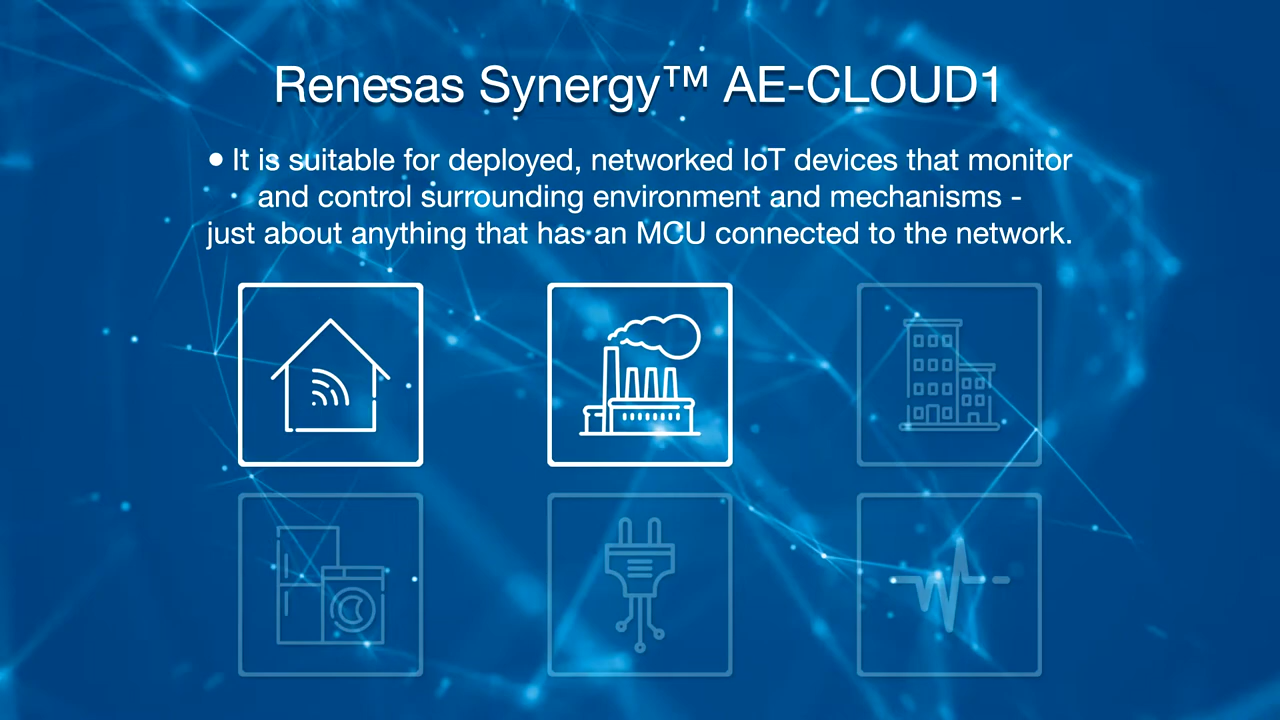 Renesas Synergy™ AE-CLOUD1
• It is suitable for deployed, networked IoT devices that monitor
and control surrounding environment and mechanisms -
just about anything that has an MCU connected to the network.